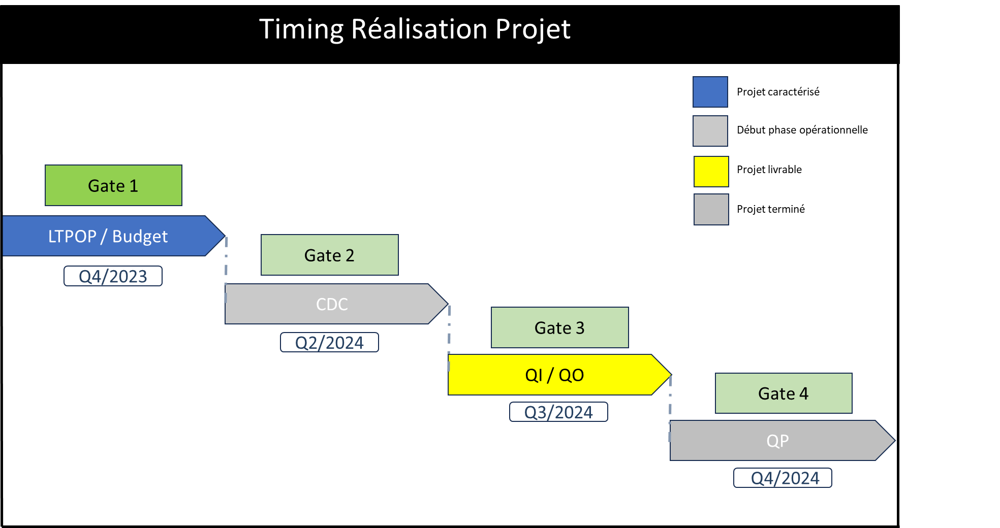 Timing Réalisation Projet
Projet caractérisé
Début phase opérationnelle
Projet livrable
Projet terminé
Gate 1
LTPOP / Budget
Q4/2023
Gate 2
CDC
Q2/2024
Gate 3
QI / QO
Q3/2024
Gate 4
QP
Q4/2024